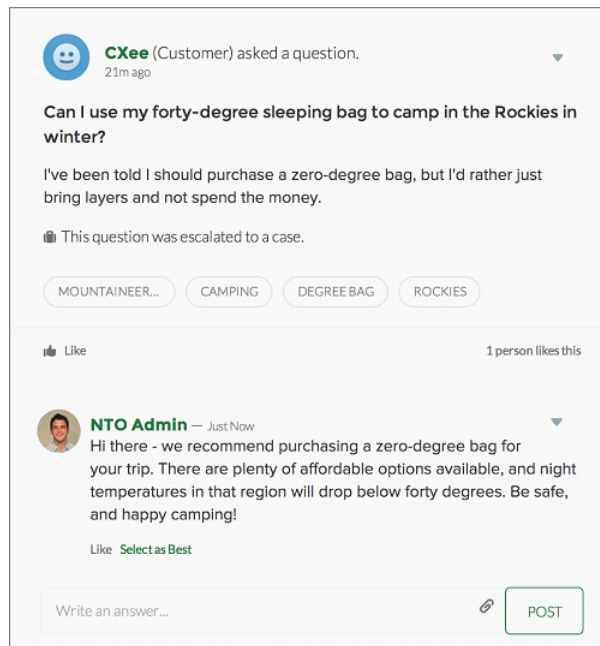 CXee (Customer) asked a question.
21m ago
Can I use my forty-degree sleeping bag to camp in the Rockies in
winter?
I've been told I should purchase a zero-degree bag, but I'd rather just
bring layers and not spend the money.
This question was escalated to a case.
MOUNTAINEER... CAMPING DEGREE BAG ROCKIES
Like 1 person likes this
NTO Admin — Just Now
Hi there - we recommend purchasing a zero-degree bag for
your trip. There are plenty of affordable options available, and night
temperatures in that region will drop below forty degrees. Be safe,
and happy camping!
Like Select as Best
Write an answer... POST